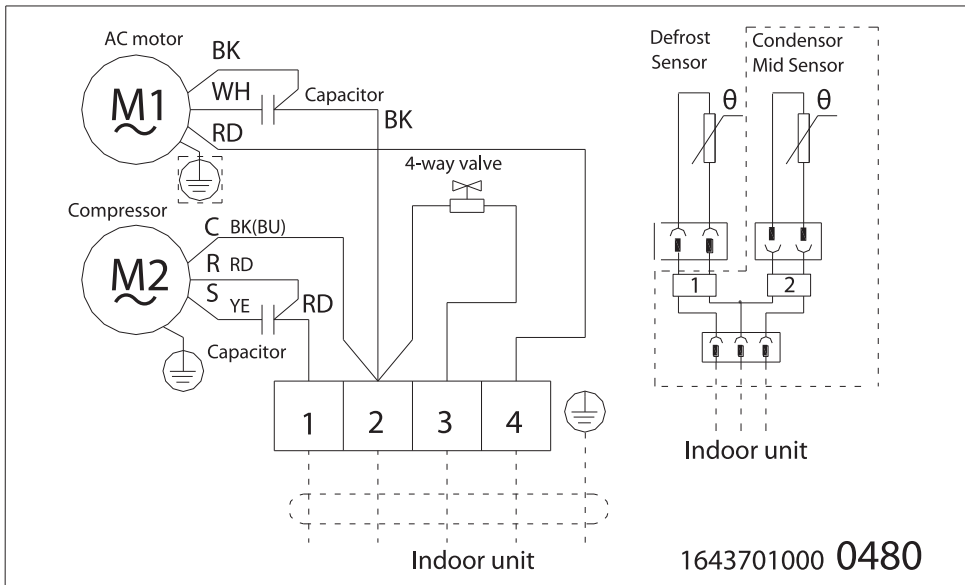 AC motor
M1
BK
WH
RD
Capacitor
BK
4-way valve
Compressor
M2
C BK(BU)
R RD
S YE
RD
Capacitor
1 2 3 4
Indoor unit
Defrost
Sensor
Condensor
Mid Sensor
θ θ
1 2
Indoor unit
1643701000 0480